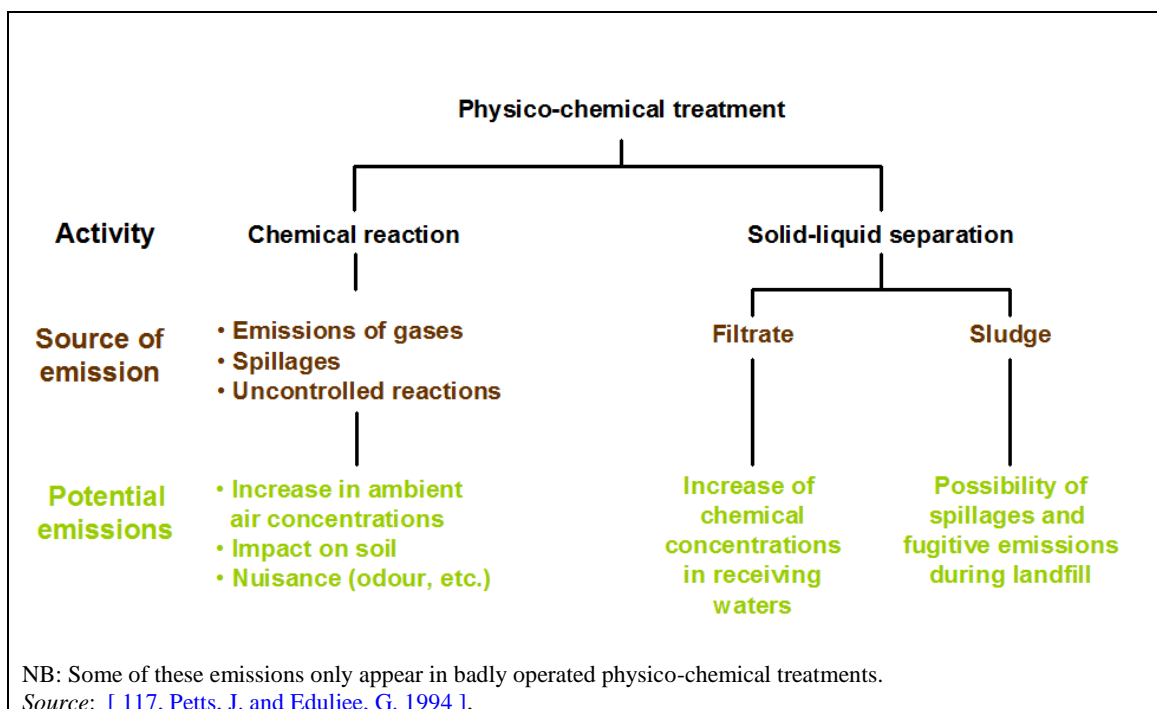 Physico-chemical treatment
Activity
Chemical reaction
Solid-liquid separation
Source of
emission
• Emissions of gases
• Spillages
• Uncontrolled reactions
Filtrate
Sludge
Potential
emissions
• Increase in ambient
air concentrations
• Impact on soil
• Nuisance (odour, etc.)
Increase of
chemical
concentrations
in receiving
waters
Possibility of
spillages and
fugitive emissions
during landfill
NB: Some of these emissions only appear in badly operated physico-chemical treatments.
Source: [ 117, Petts, J. and Eduljee, G. 1994 ].